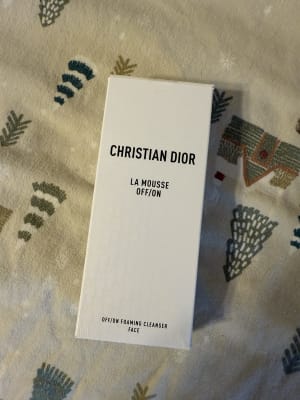 CHRISTIAN DIOR
LA MOUSSE
OFF/ON
OFF/ON FOAMING CLEANSER
FACE